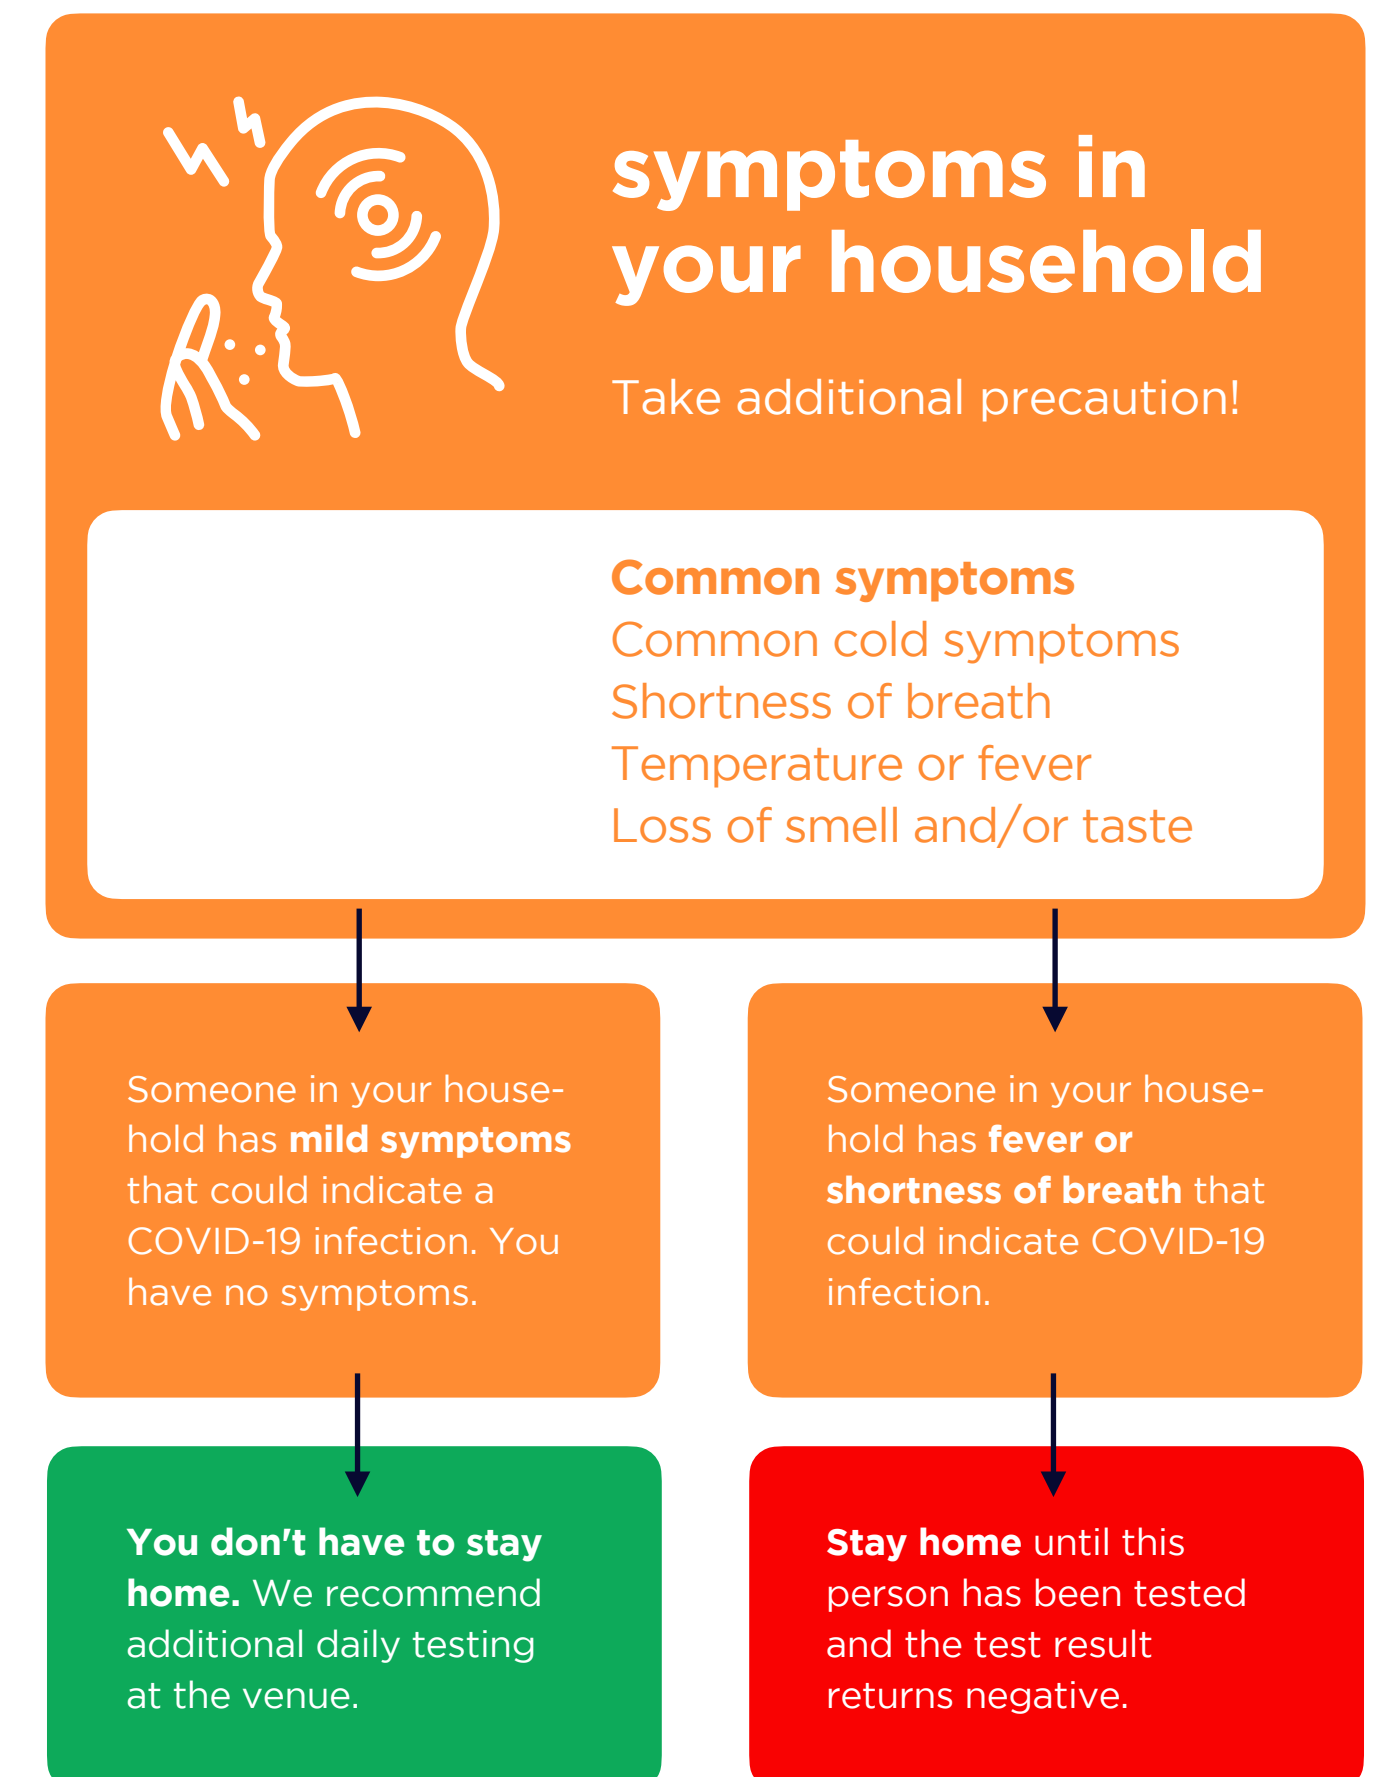 symptoms in
your household
Take additional precaution!
Common symptoms
Common cold symptoms
Shortness of breath
Temperature or fever
Loss of smell and/or taste
Someone in your house-
hold has mild symptoms
that could indicate a
COVID-19 infection. You
have no symptoms.
Someone in your house-
hold has fever or
shortness of breath that
could indicate COVID-19
infection.
You don't have to stay
home. We recommend
additional daily testing
at the venue.
Stay home until this
person has been tested
and the test result
returns negative.